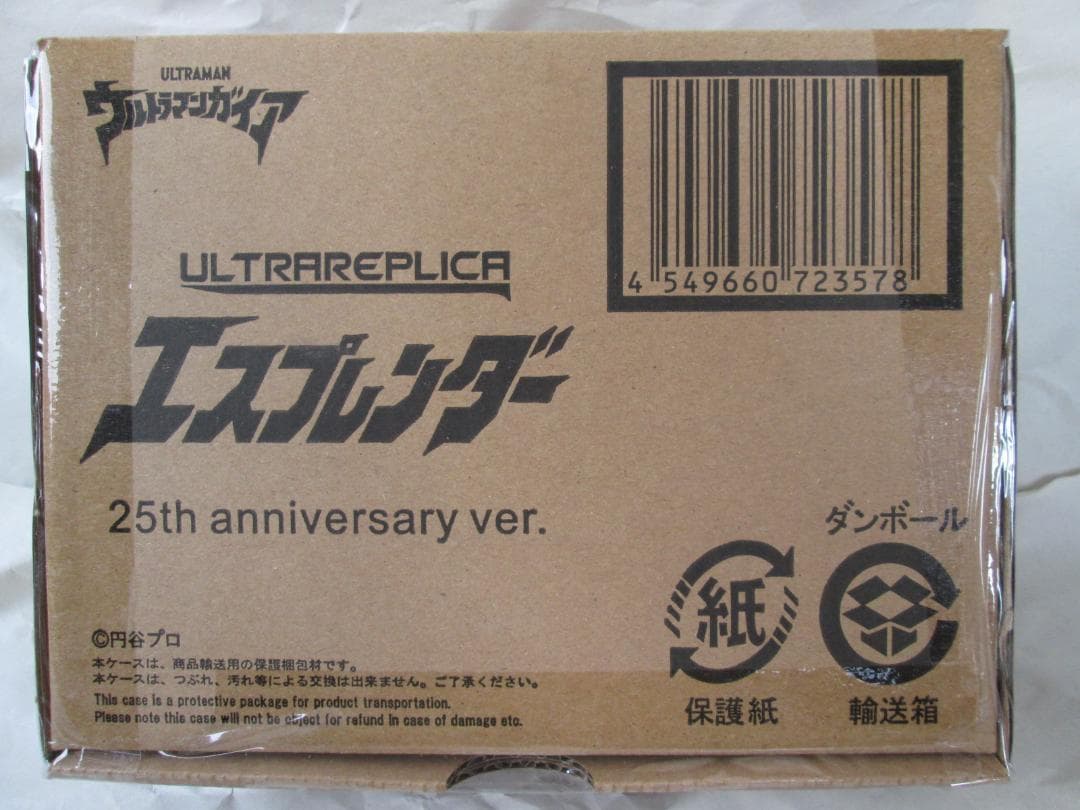 ULTRAMAN
ウルトラマンガイア
4 549660 723578
ULTRAREPLICA
エスプレンダー
25th anniversary ver.
ダンボール
紙
保護紙
輸送箱
©円谷プロ
本ケースは、商品輸送用の保護梱包材です。
本ケースは、つぶれ、汚れ等による交換は出来ません。ご了承ください。
This case is a protective package for product transportation.
Please note this case will not be object for refund in case of damage etc.